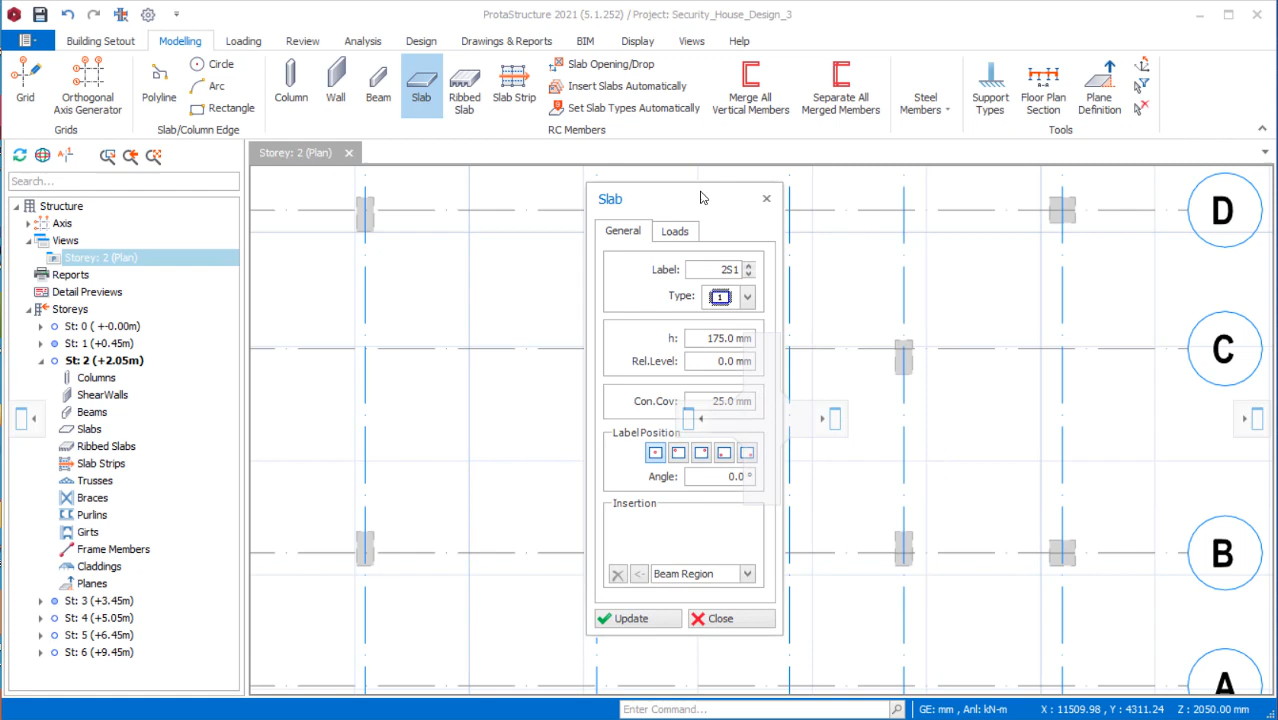 ProtaStructure 2021 (5.1.252) / Project: Security_House_Design_3
Building Setout
Modelling
Loading
Review
Analysis
Design
Drawings & Reports
BIM
Display
Views
Help
Grid
Orthogonal
Axis Generator
Grids
Polyline
Circle
Arc
Rectangle
Slab/Column Edge
Column
Wall
Beam
Slab
Ribbed
Slab
Slab Strip
Slab Opening/Drop
Insert Slabs Automatically
Set Slab Types Automatically
RC Members
Merge All
Vertical Members
Separate All
Merged Members
Steel
Members
Support
Types
Floor Plan
Section
Plane
Definition
Tools
Search...
Structure
Axis
Views
Storey: 2 (Plan)
Reports
Detail Previews
Storeys
St: 0 ( +-0.00m)
St: 1 (+0.45m)
St: 2 (+2.05m)
Columns
ShearWalls
Beams
Slabs
Ribbed Slabs
Slab Strips
Trusses
Braces
Purlins
Girts
Frame Members
Claddings
Planes
St: 3 (+3.45m)
St: 4 (+5.05m)
St: 5 (+6.45m)
St: 6 (+9.45m)
Storey: 2 (Plan)
Slab
General
Loads
Label: 2S1
Type: 1
h: 175.0 mm
Rel.Level: 0.0 mm
Con.Cov: 25.0 mm
Label Position
Angle: 0.0 °
Insertion
Beam Region
Update
Close
D
C
B
A
Enter Command...
GE: mm, Anl: kN-m
X : 11509.98, Y : 4311.24
Z : 2050.00 mm